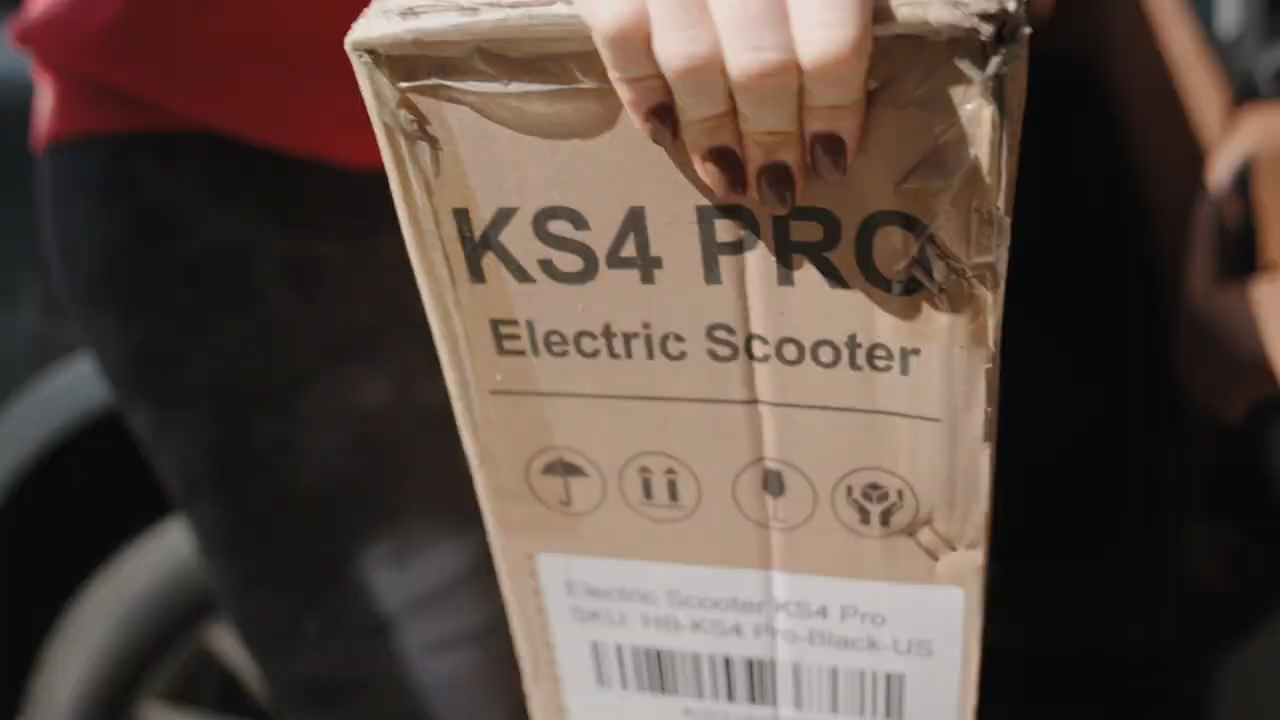 KS4 PRO
Electric Scooter
Electric Scooter KS4 Pro
SKU: HB-KS4 Pro-Black-US